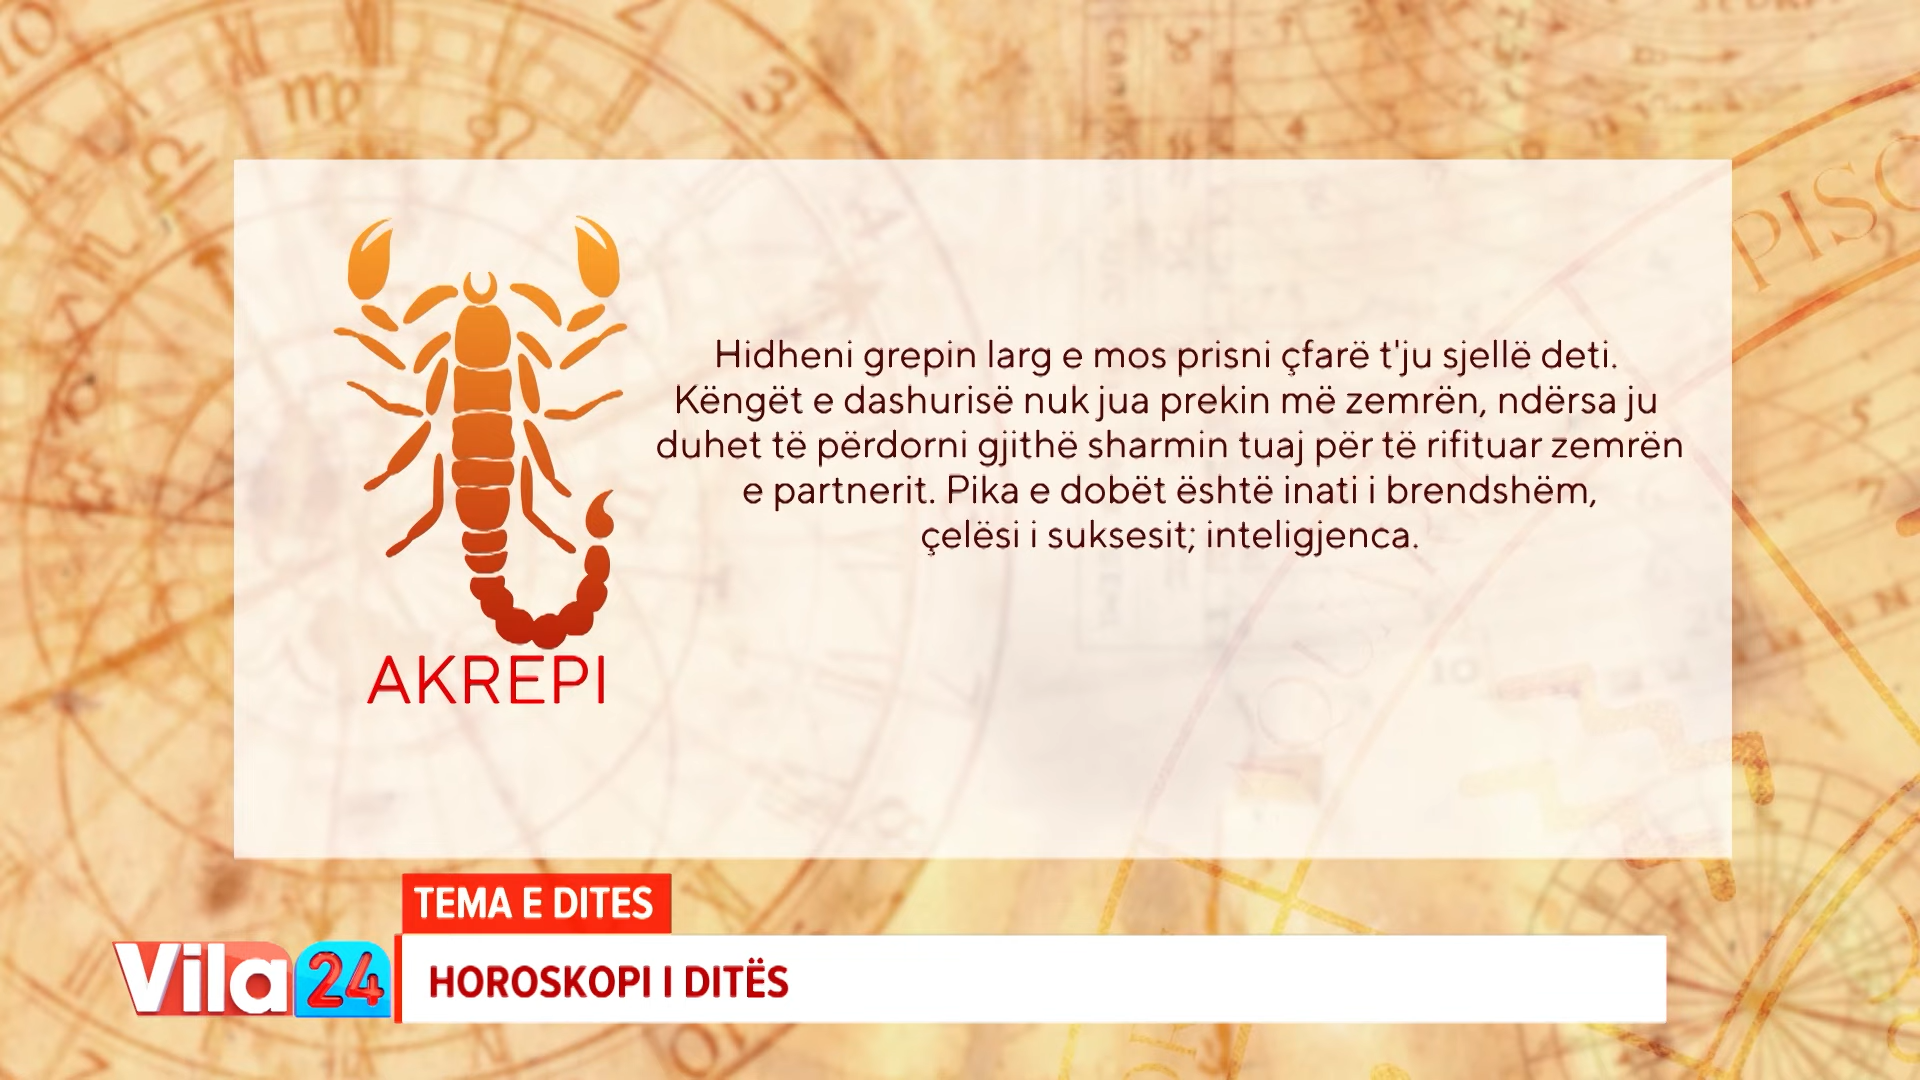 Hidheni grepin larg e mos prisni çfarë t'ju sjellë deti.
Këngët e dashurisë nuk jua prekin më zemrën, ndërsa ju
duhet të përdorni gjithë sharmin tuaj për të rifituar zemrën
e partnerit. Pika e dobët është inati i brendshëm,
çelësi i suksesit; inteligjenca.
AKREPI
TEMA E DITES
Vila 24
HOROSKOPI I DITËS
PISC
3